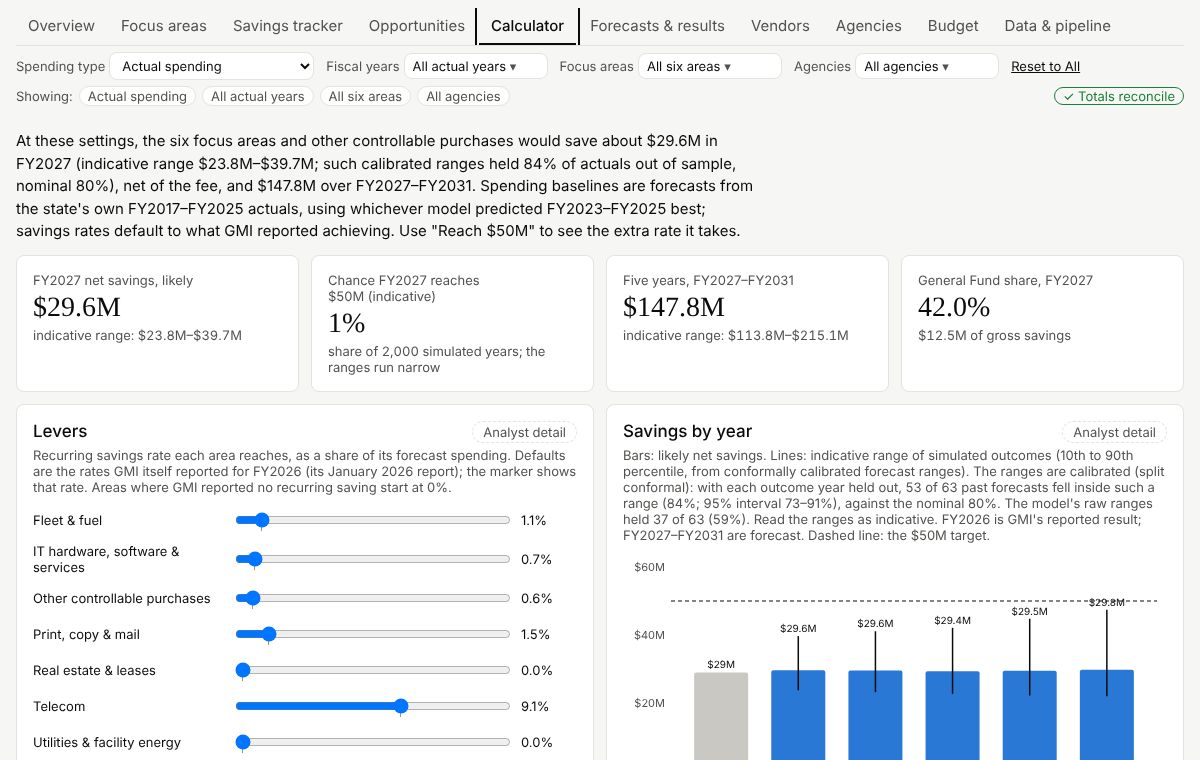 Overview Focus areas Savings tracker Opportunities Calculator Forecasts & results Vendors Agencies Budget Data & pipeline
Spending type Actual spending Fiscal years All actual years ▾ Focus areas All six areas ▾ Agencies All agencies ▾ Reset to All
Showing: Actual spending All actual years All six areas All agencies ✓ Totals reconcile
At these settings, the six focus areas and other controllable purchases would save about $29.6M in
FY2027 (indicative range $23.8M–$39.7M; such calibrated ranges held 84% of actuals out of sample,
nominal 80%), net of the fee, and $147.8M over FY2027–FY2031. Spending baselines are forecasts from
the state's own FY2017–FY2025 actuals, using whichever model predicted FY2023–FY2025 best;
savings rates default to what GMI reported achieving. Use "Reach $50M" to see the extra rate it takes.
FY2027 net savings, likely
$29.6M
indicative range: $23.8M–$39.7M
Chance FY2027 reaches
$50M (indicative)
1%
share of 2,000 simulated years; the
ranges run narrow
Five years, FY2027–FY2031
$147.8M
indicative range: $113.8M–$215.1M
General Fund share, FY2027
42.0%
$12.5M of gross savings
Levers
Analyst detail
Recurring savings rate each area reaches, as a share of its forecast spending. Defaults
are the rates GMI itself reported for FY2026 (its January 2026 report); the marker shows
that rate. Areas where GMI reported no recurring saving start at 0%.
Fleet & fuel 1.1%
IT hardware, software &
services 0.7%
Other controllable purchases 0.6%
Print, copy & mail 1.5%
Real estate & leases 0.0%
Telecom 9.1%
Utilities & facility energy 0.0%
Savings by year
Analyst detail
Bars: likely net savings. Lines: indicative range of simulated outcomes (10th to 90th
percentile, from conformally calibrated forecast ranges). The ranges are calibrated (split
conformal): with each outcome year held out, 53 of 63 past forecasts fell inside such a
range (84%; 95% interval 73–91%), against the nominal 80%. The model's raw ranges
held 37 of 63 (59%). Read the ranges as indicative. FY2026 is GMI's reported result;
FY2027–FY2031 are forecast. Dashed line: the $50M target.
$60M
$40M
$20M
$29M $29.6M $29.6M $29.4M $29.5M $29.8M